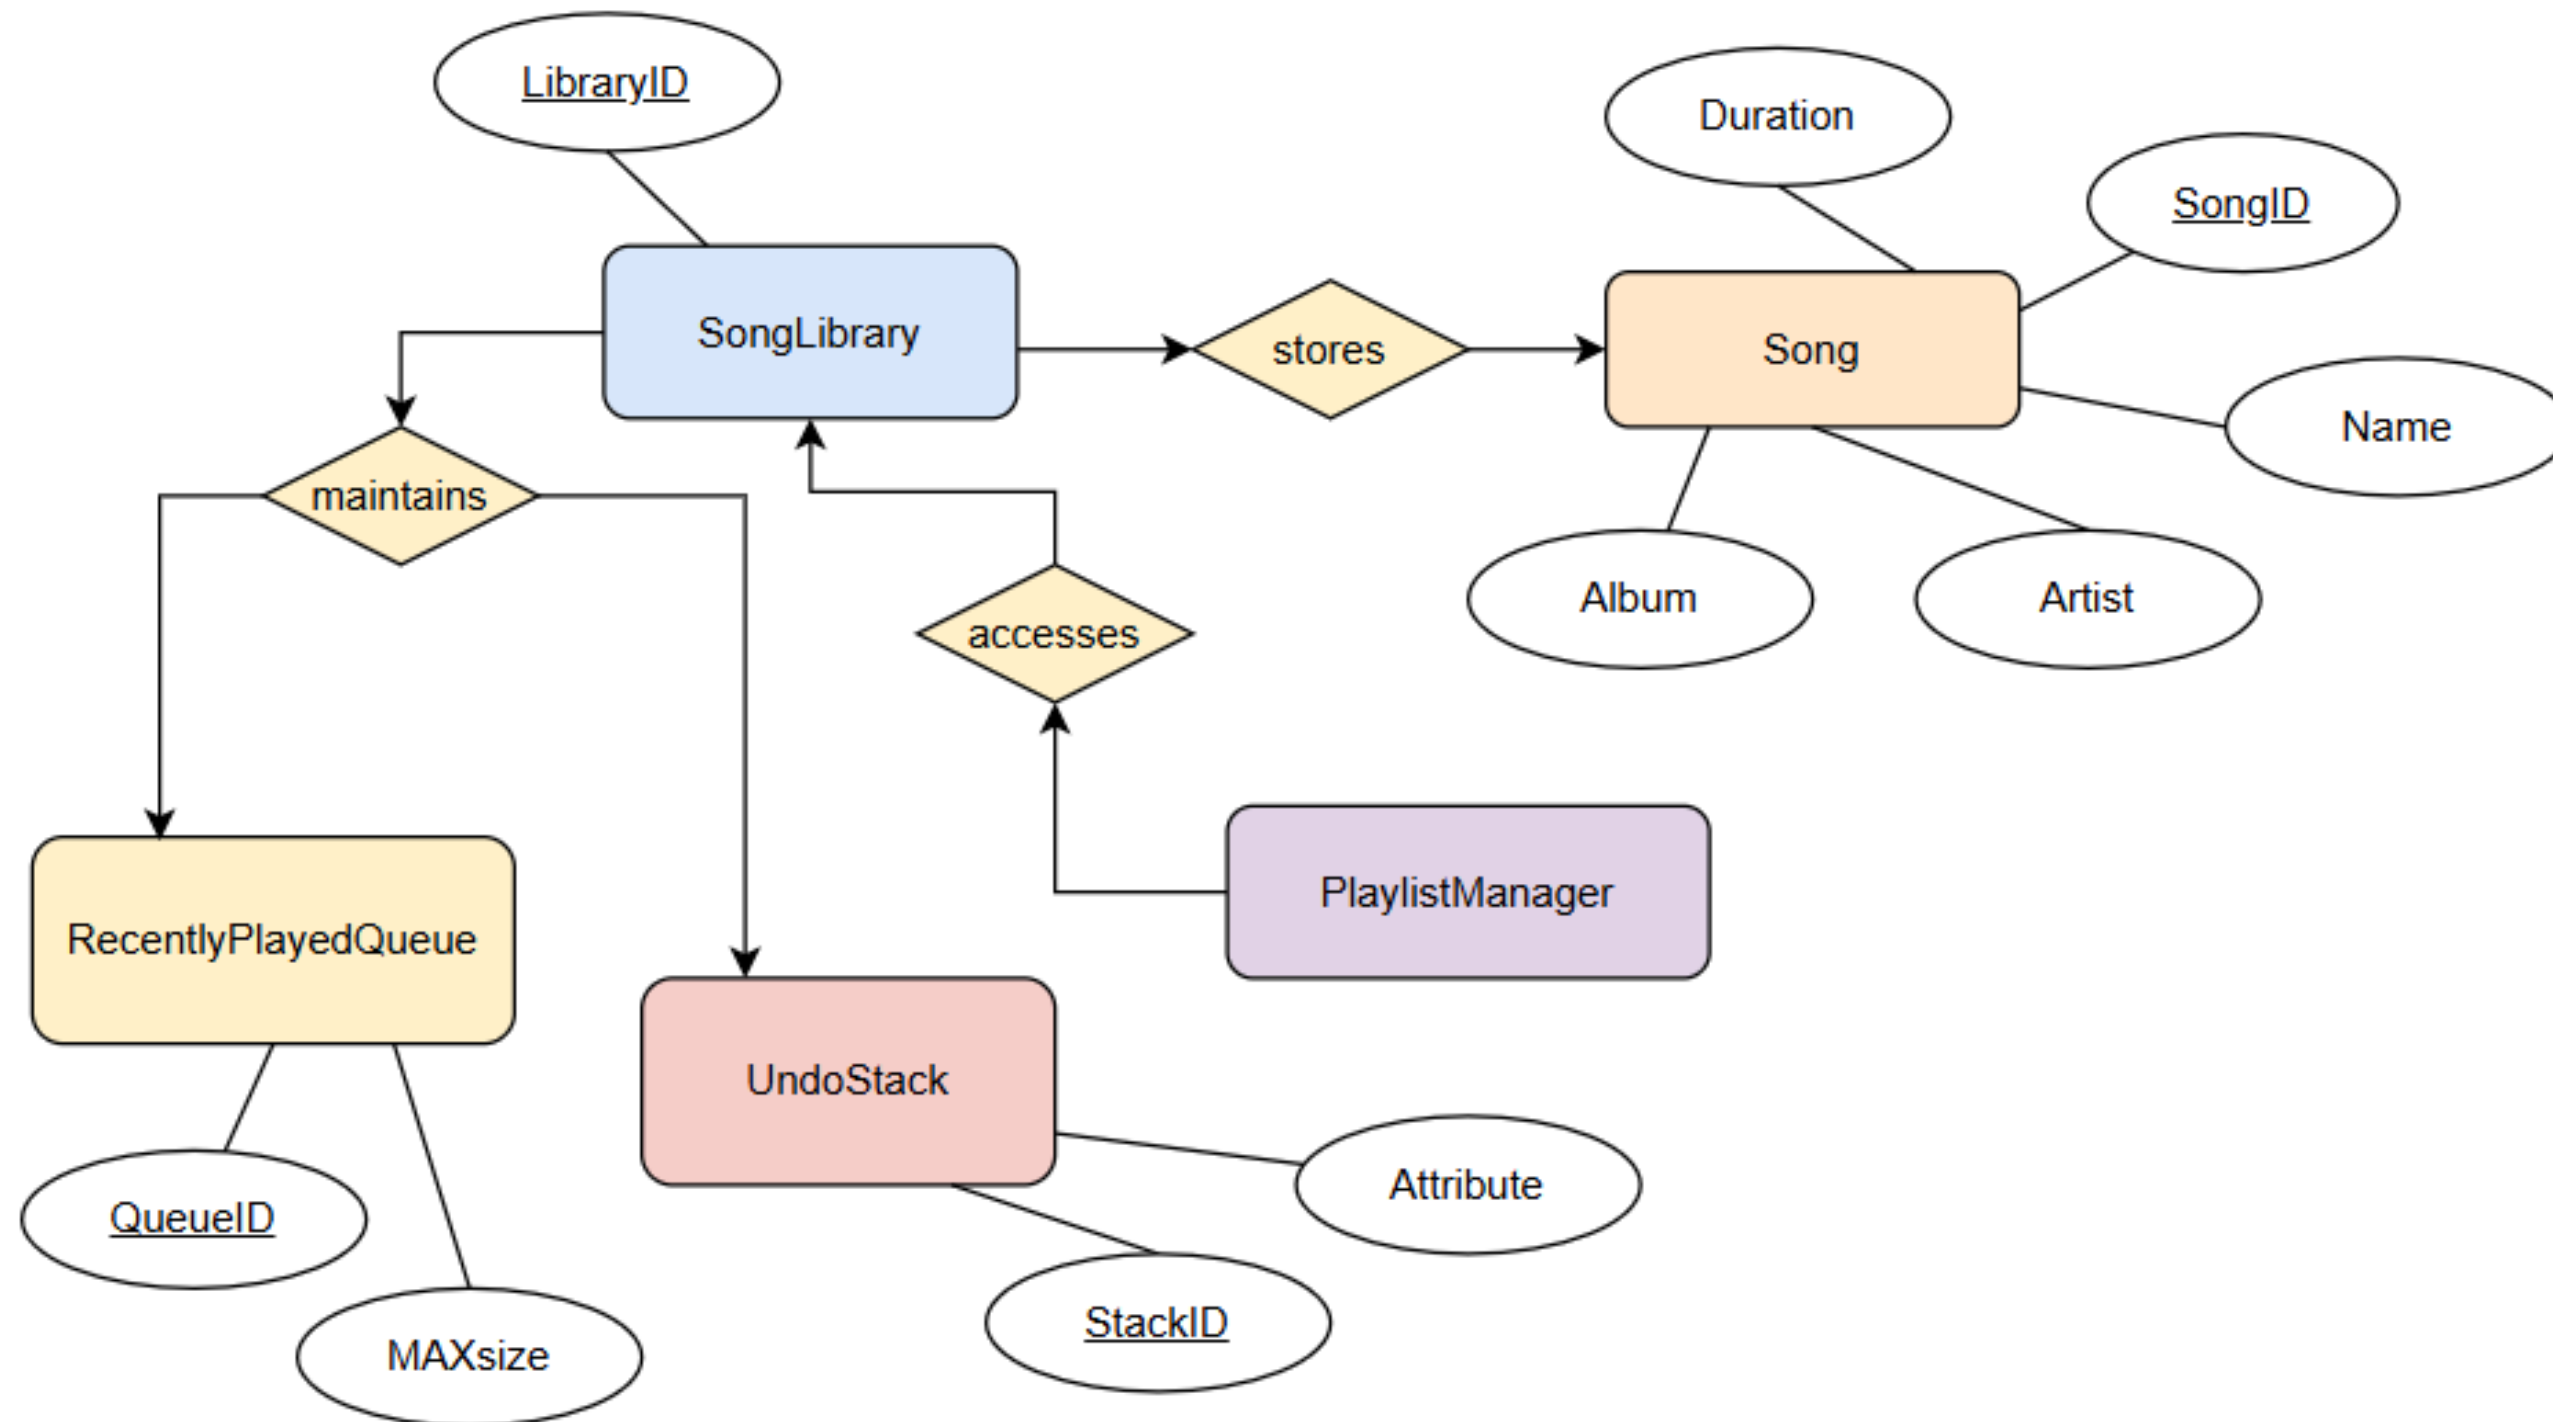 LibraryID
Duration
SongID
SongLibrary
stores
Song
Name
maintains
Album
Artist
accesses
PlaylistManager
RecentlyPlayedQueue
UndoStack
Attribute
QueueID
StackID
MAXsize